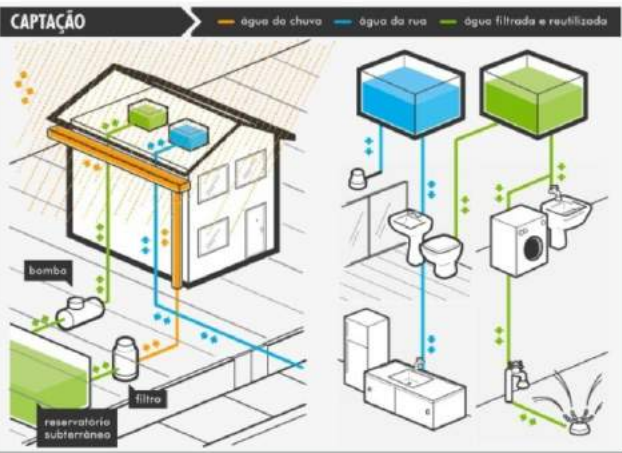 CAPTAÇÃO
água da chuva
água da rua
água filtrada e reutilizada
bomba
filtro
reservatório
subterrâneo